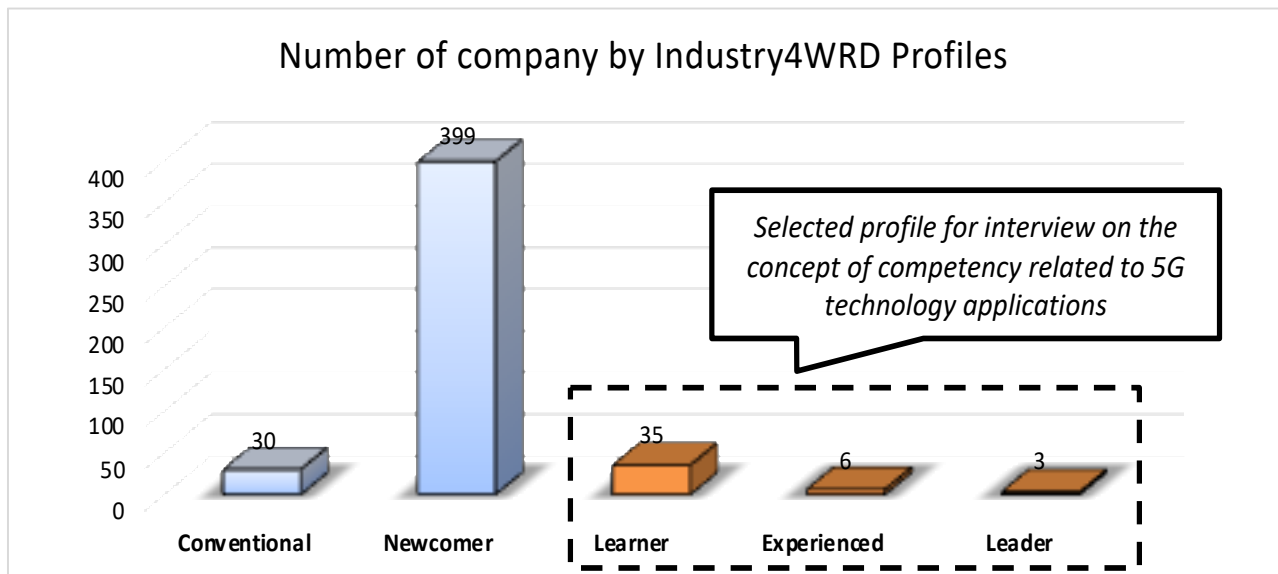 Number of company by Industry4WRD Profiles
399
400
350
300
250
200
150
100
50
0
Selected profile for interview on the
concept of competency related to 5G
technology applications
30
35
6
3
Conventional
Newcomer
Learner
Experienced
Leader